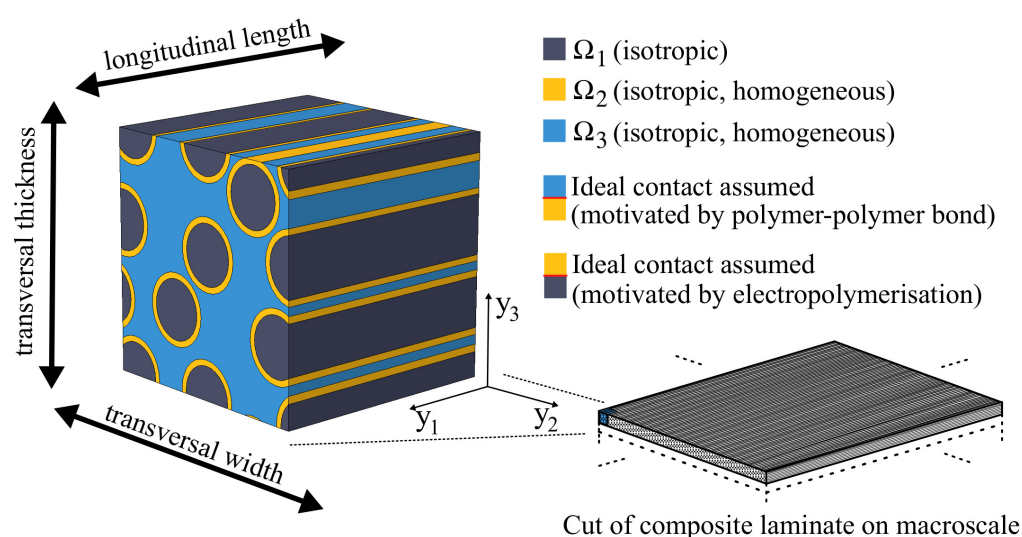 longitudinal length
transversal thickness
transversal width
y₃
y₁
y₂
Ω₁ (isotropic)
Ω₂ (isotropic, homogeneous)
Ω₃ (isotropic, homogeneous)
Ideal contact assumed
(motivated by polymer-polymer bond)
Ideal contact assumed
(motivated by electropolymerisation)
Cut of composite laminate on macroscale